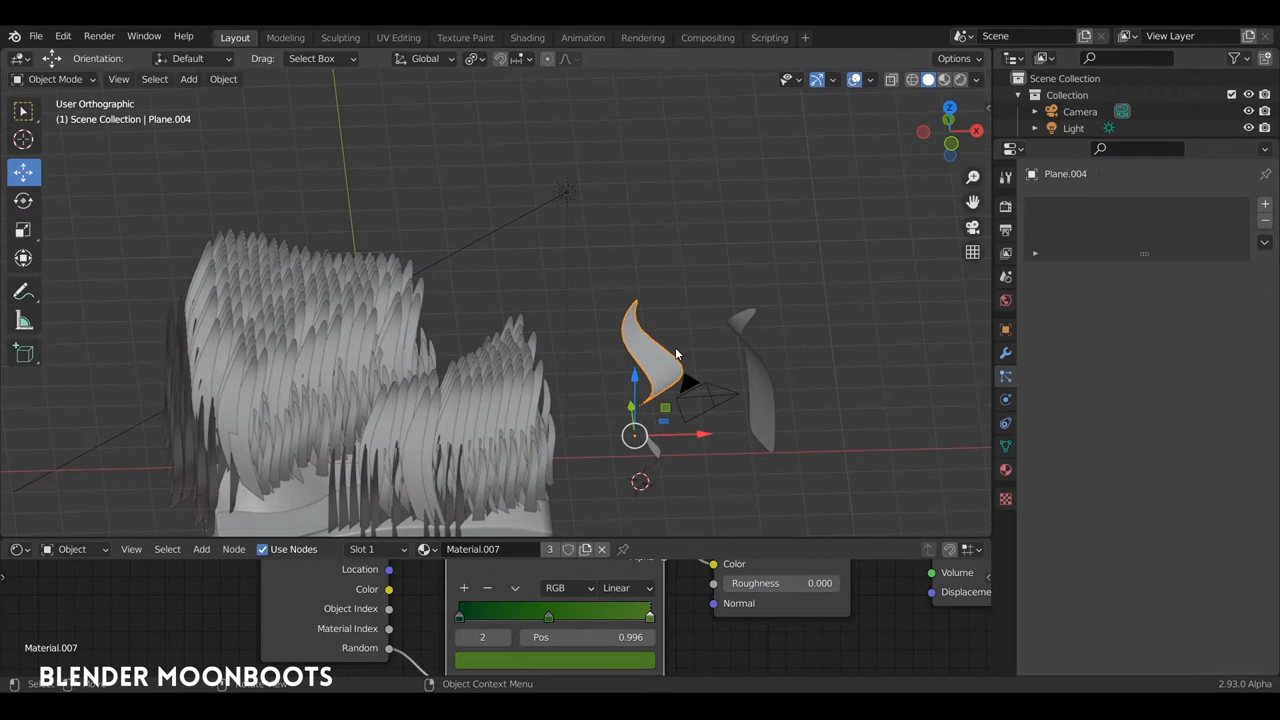 File Edit Render Window Help Layout Modeling Sculpting UV Editing Texture Paint Shading Animation Rendering Compositing Scripting + Scene View Layer
Orientation: Default Drag: Select Box Global Options
Object Mode View Select Add Object
User Orthographic
(1) Scene Collection | Plane.004
Z
Y
X
Scene Collection
Collection
Camera
Light
Plane.004
Object View Select Add Node Use Nodes Slot 1 Material.007 3
Location
Color
Object Index
Material Index
Random
RGB Linear
2 Pos 0.996
Color
Roughness 0.000
Normal
Volume
Displaceme
Material.007
BLENDER MOONBOOTS
Object Context Menu
2.93.0 Alpha